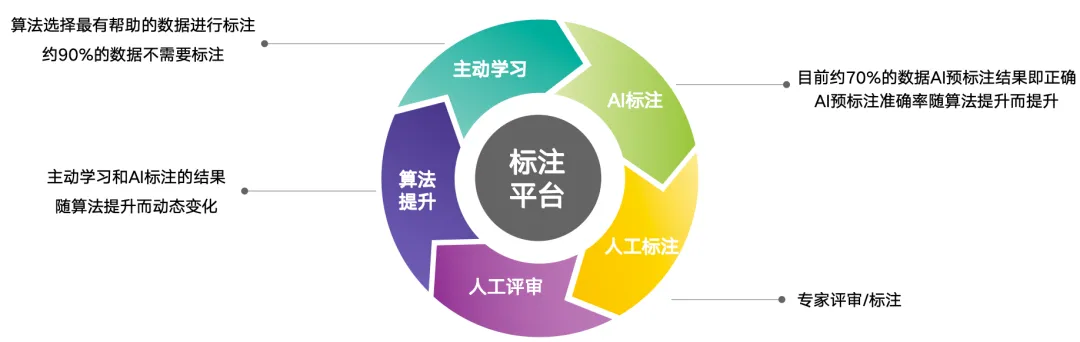 算法选择最有帮助的数据进行标注
约90%的数据不需要标注
主动学习
AI标注
目前约70%的数据AI预标注结果即正确
AI预标注准确率随算法提升而提升
标注
平台
主动学习和AI标注的结果
随算法提升而动态变化
算法
提升
人工标注
人工评审
专家评审/标注